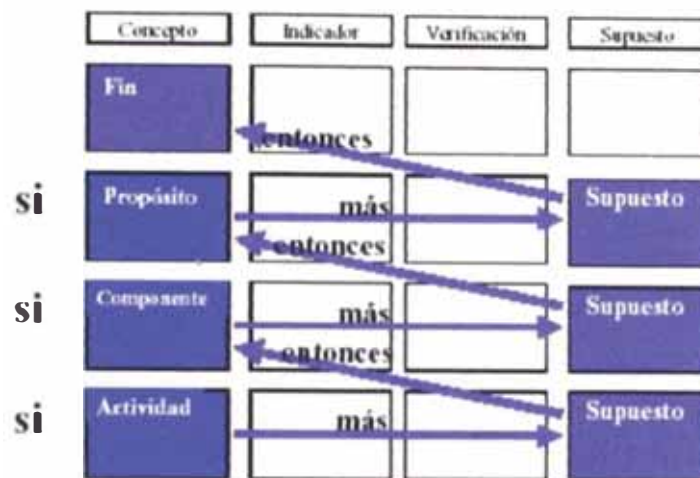 Concepto Indicador Verificación Supuesto
Fin
entonces
si Propósito más Supuesto
entonces
si Componente más Supuesto
entonces
si Actividad más Supuesto